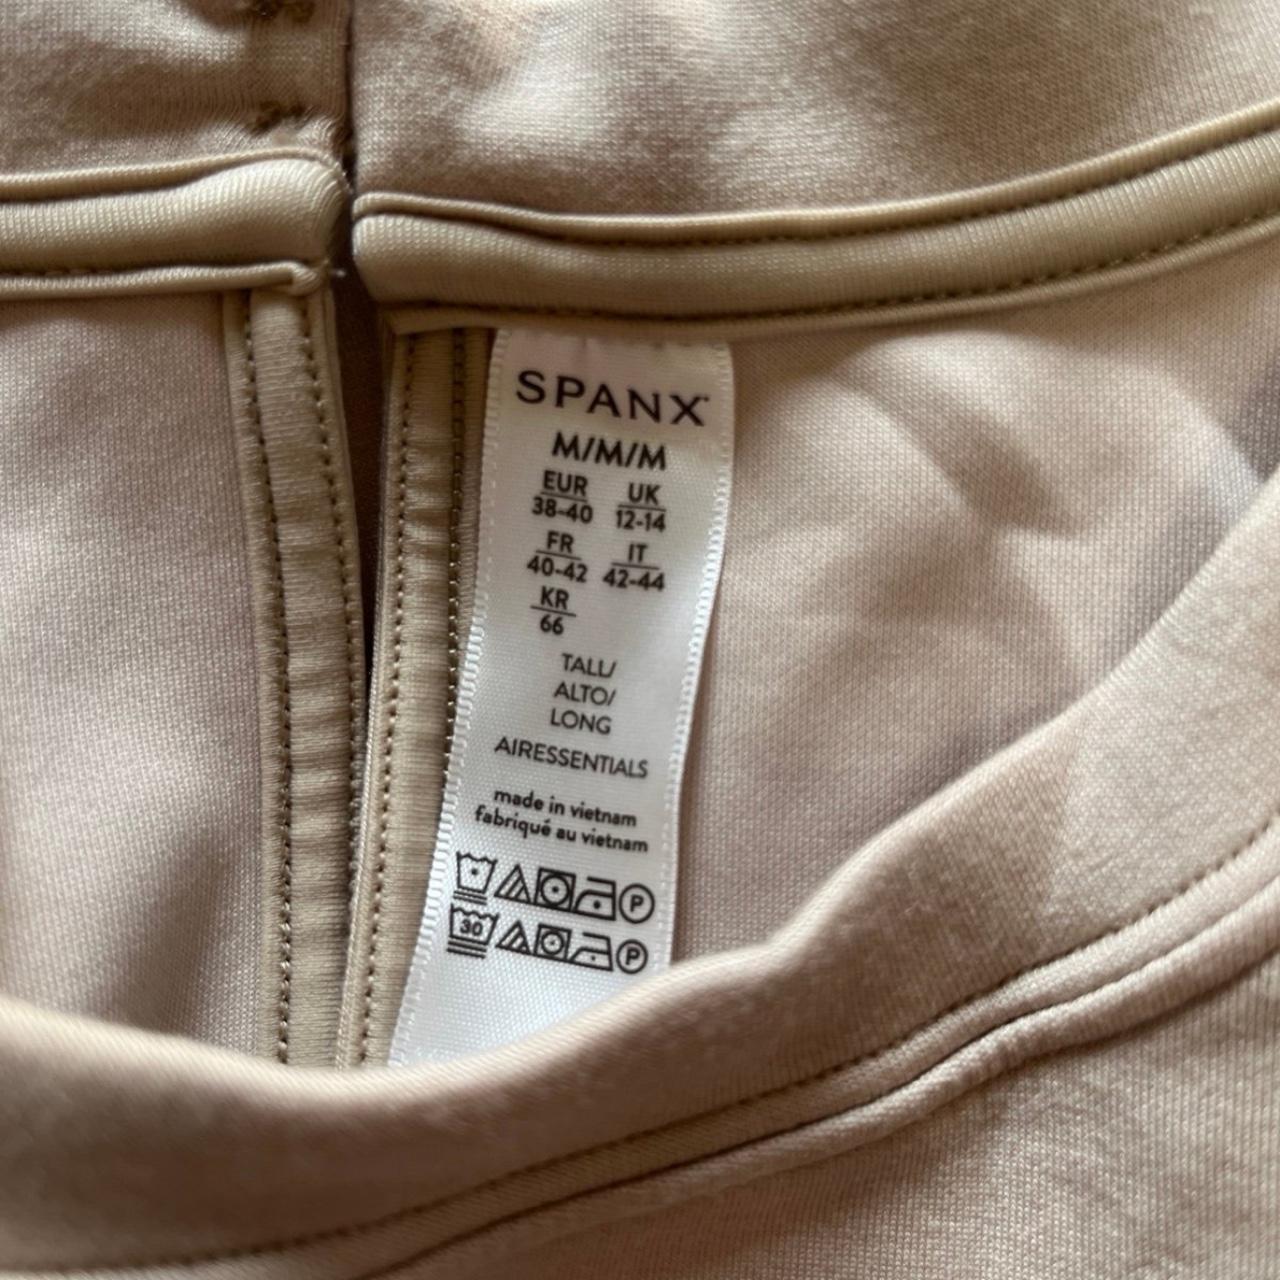 SPANX
M/M/M
EUR UK
38-40 12-14
FR IT
40-42 42-44
KR
66
TALL/
ALTO/
LONG
AIRESSENTIALS
made in vietnam
fabriqué au vietnam
P
30 P